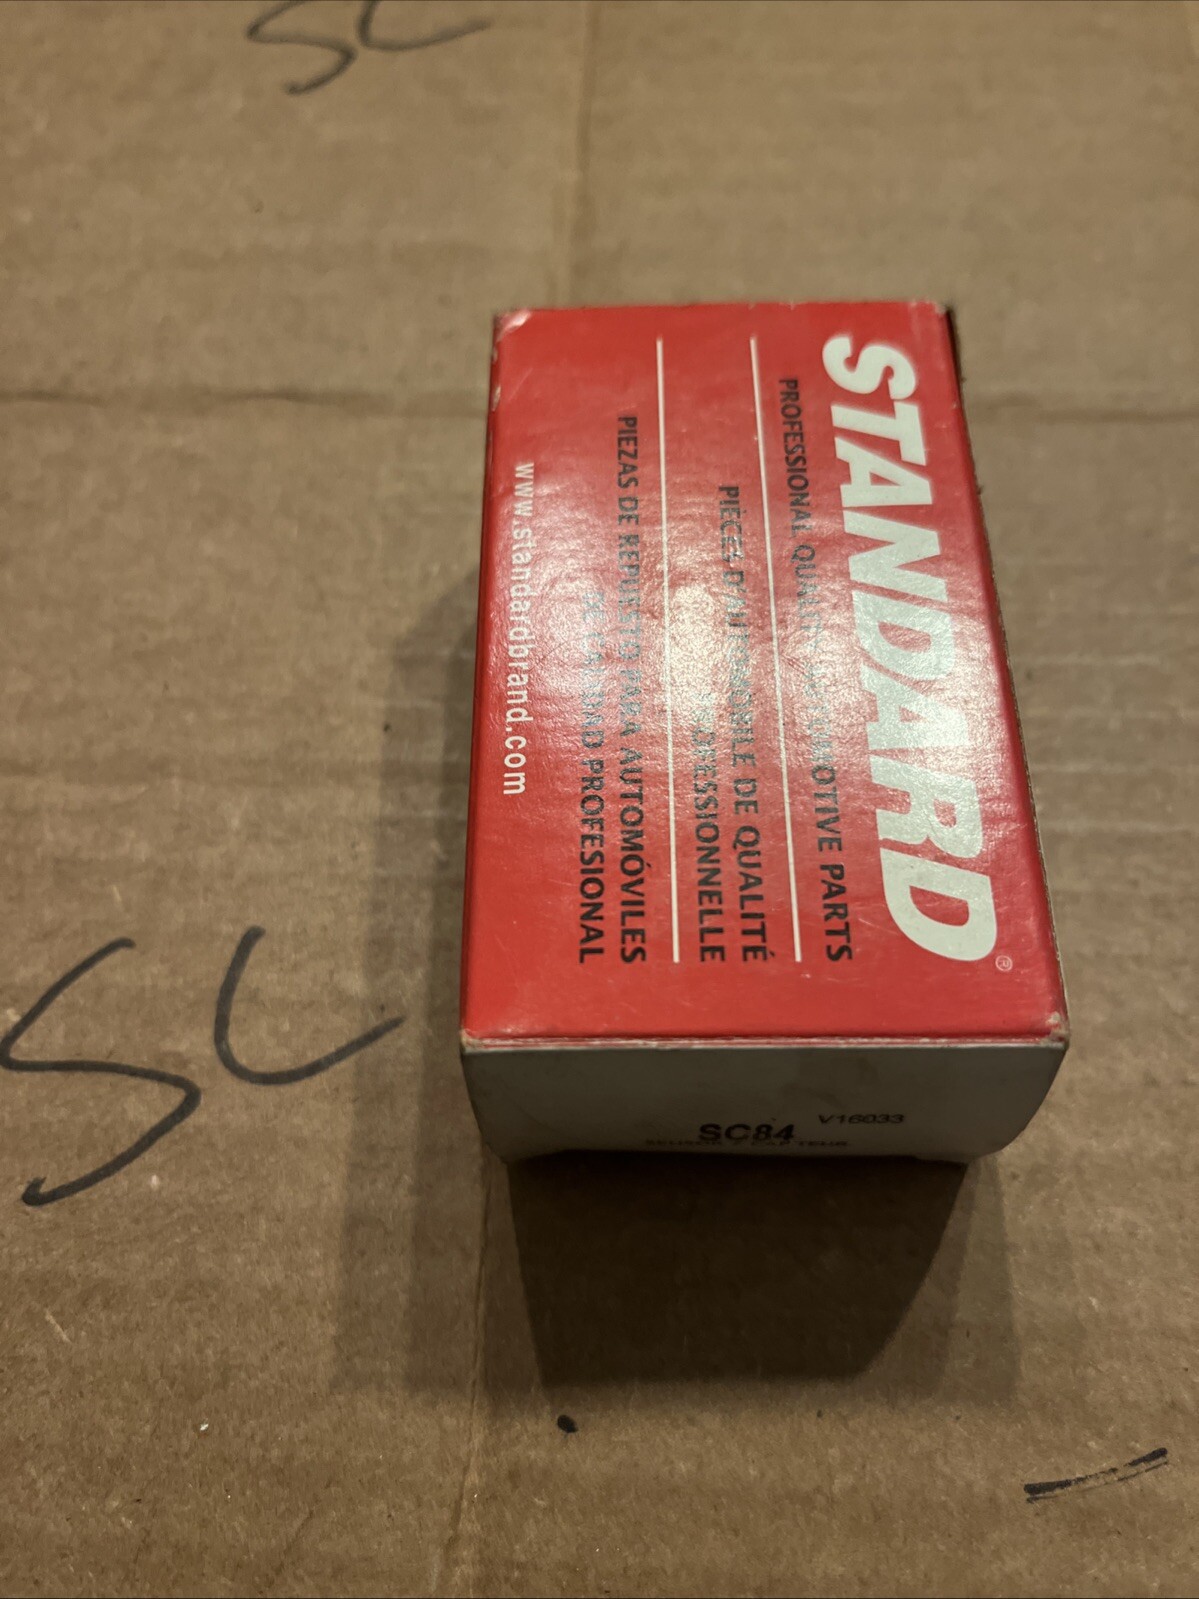 SC
STANDARD®
PROFESSIONAL QUALITY AUTOMOTIVE PARTS
PIÈCES D'AUTOMOBILE DE QUALITÉ
PROFESSIONNELLE
PIEZAS DE REPUESTO PARA AUTOMÓVILES
DE CALIDAD PROFESIONAL
www.standardbrand.com
SC
V16033
SC84